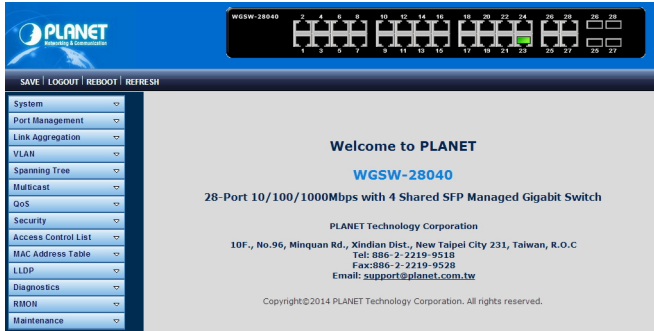 PLANET
Networking & Communication
WGSW-28040
2 4 6 8 10 12 14 16 18 20 22 24 26 28 26 28
1 3 5 7 9 11 13 15 17 19 21 23 25 27 25 27
SAVE | LOGOUT | REBOOT | REFRESH
System
Port Management
Link Aggregation
VLAN
Spanning Tree
Multicast
QoS
Security
Access Control List
MAC Address Table
LLDP
Diagnostics
RMON
Maintenance
Welcome to PLANET
WGSW-28040
28-Port 10/100/1000Mbps with 4 Shared SFP Managed Gigabit Switch
PLANET Technology Corporation
10F., No.96, Minquan Rd., Xindian Dist., New Taipei City 231, Taiwan, R.O.C
Tel: 886-2-2219-9518
Fax:886-2-2219-9528
Email: support@planet.com.tw
Copyright©2014 PLANET Technology Corporation. All rights reserved.